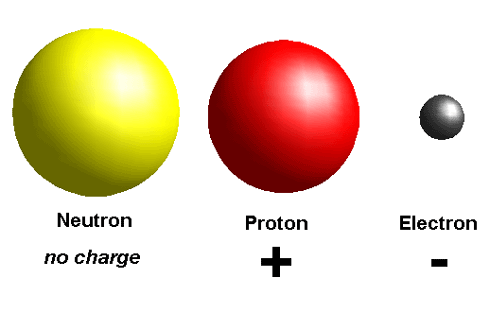 Neutron Proton Electron
no charge + -